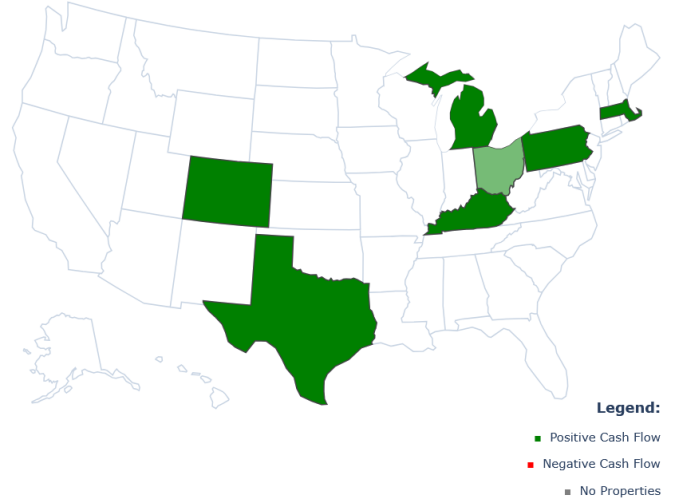 Legend:
Positive Cash Flow
Negative Cash Flow
No Properties